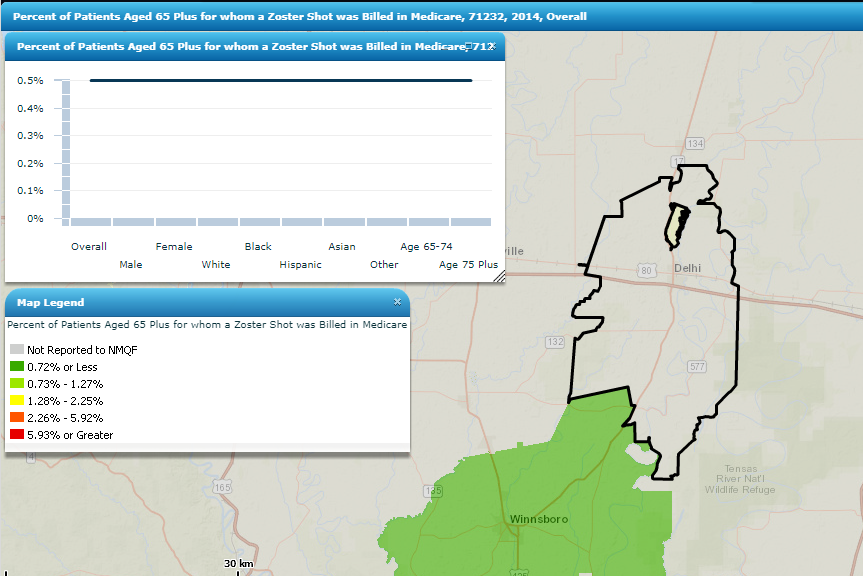 Percent of Patients Aged 65 Plus for whom a Zoster Shot was Billed in Medicare, 71232, 2014, Overall
Percent of Patients Aged 65 Plus for whom a Zoster Shot was Billed in Medicare, 712
0.5%
0.4%
0.3%
0.2%
0.1%
0%
Overall Female Black Asian Age 65-74
Male White Hispanic Other Age 75 Plus
Map Legend
Percent of Patients Aged 65 Plus for whom a Zoster Shot was Billed in Medicare
Not Reported to NMQF
0.72% or Less
0.73% - 1.27%
1.28% - 2.25%
2.26% - 5.92%
5.93% or Greater
134
17
ville
80
Delhi
132
577
4
165
135
Tensas
River Nat'l
Wildlife Refuge
Winnsboro
30 km